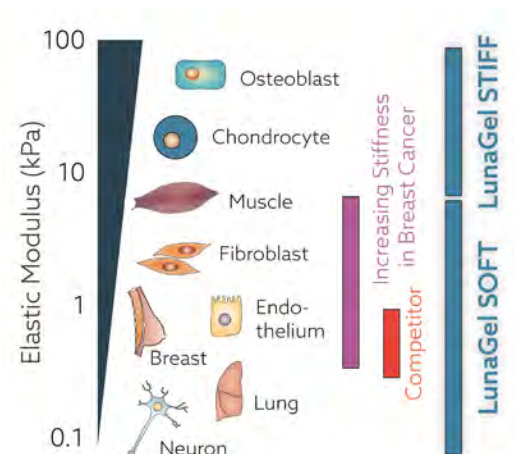 100
10
1
0.1
Elastic Modulus (kPa)
Osteoblast
Chondrocyte
Muscle
Fibroblast
Endo-
thelium
Breast
Lung
Neuron
Increasing Stiffness
in Breast Cancer
Competitor
LunaGel STIFF
LunaGel SOFT